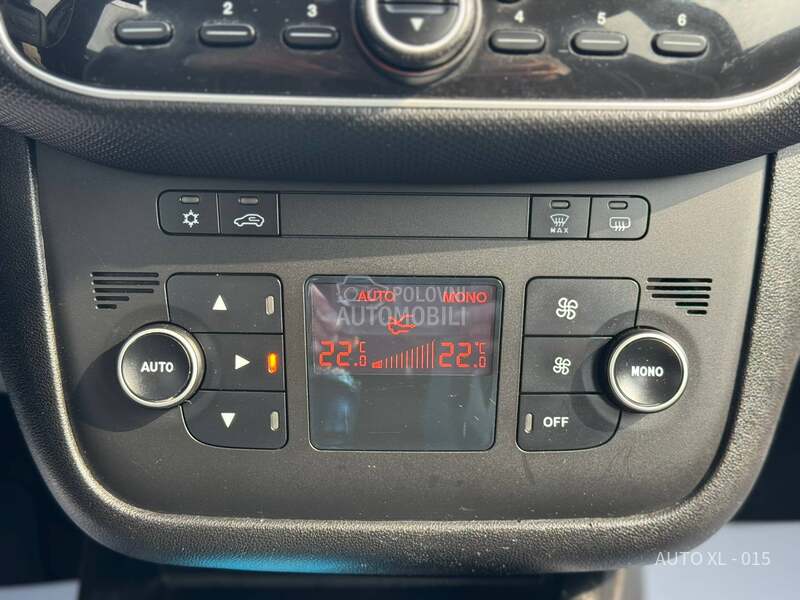 1 2 3 4 5 6
MAX
AUTO MONO
POLOVNI
AUTOMOBILI
22.0°C 22.0°C
AUTO
MONO
OFF
AUTO XL - 015